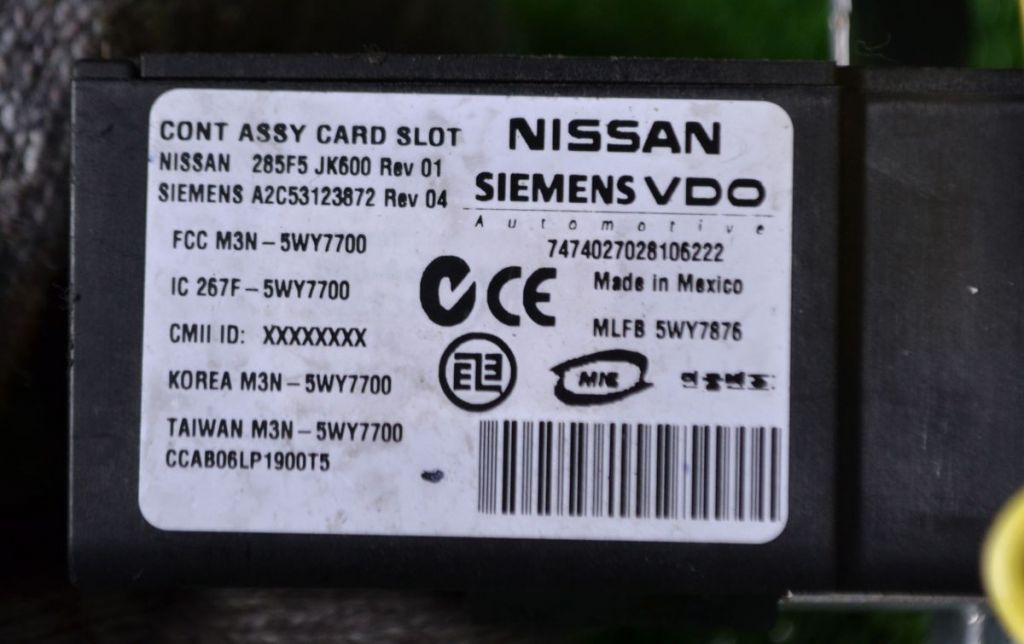 CONT ASSY CARD SLOT
NISSAN 285F5 JK600 Rev 01
SIEMENS A2C53123872 Rev 04
FCC M3N-5WY7700
IC 267F-5WY7700
CMII ID: XXXXXXXX
KOREA M3N-5WY7700
TAIWAN M3N-5WY7700
CCAB06LP1900T5
NISSAN
SIEMENS VDO
Automotive
7474027028106222
Made in Mexico
MLFB 5WY7876
CE
MIC